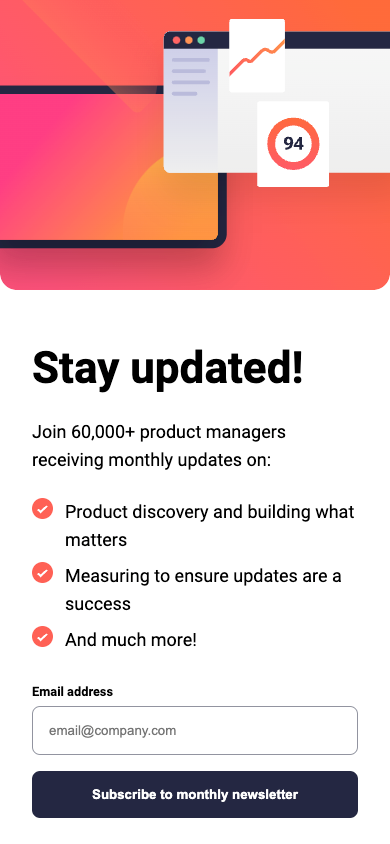 94
Stay updated!
Join 60,000+ product managers
receiving monthly updates on:
Product discovery and building what
matters
Measuring to ensure updates are a
success
And much more!
Email address
email@company.com
Subscribe to monthly newsletter